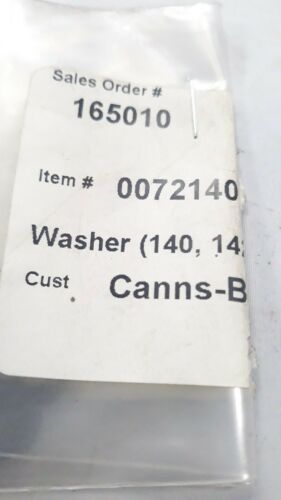 Sales Order #
165010
Item # 0072140
Washer (140, 14
Cust Canns-B